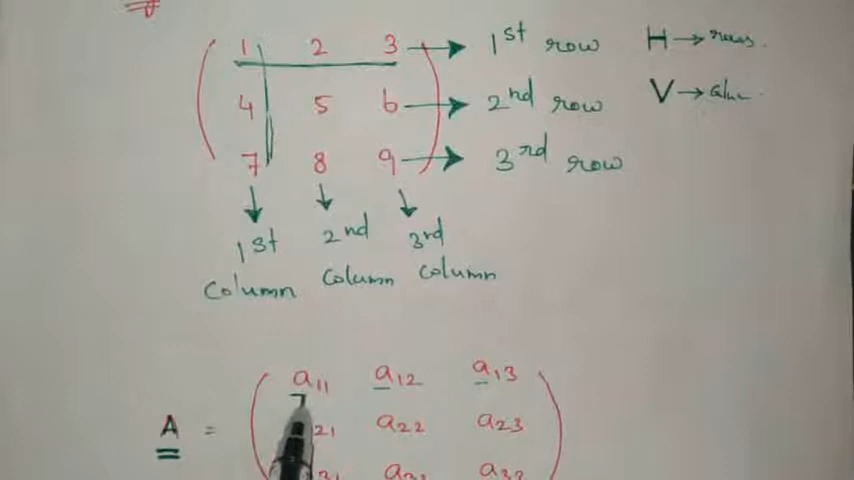 1 2 3 → 1st row H → rows.
4 5 6 → 2nd row V →
7 8 9 → 3rd row
↓ ↓ ↓
1st 2nd 3rd
column column column
a11 a12 a13
A = 21 a22 a23